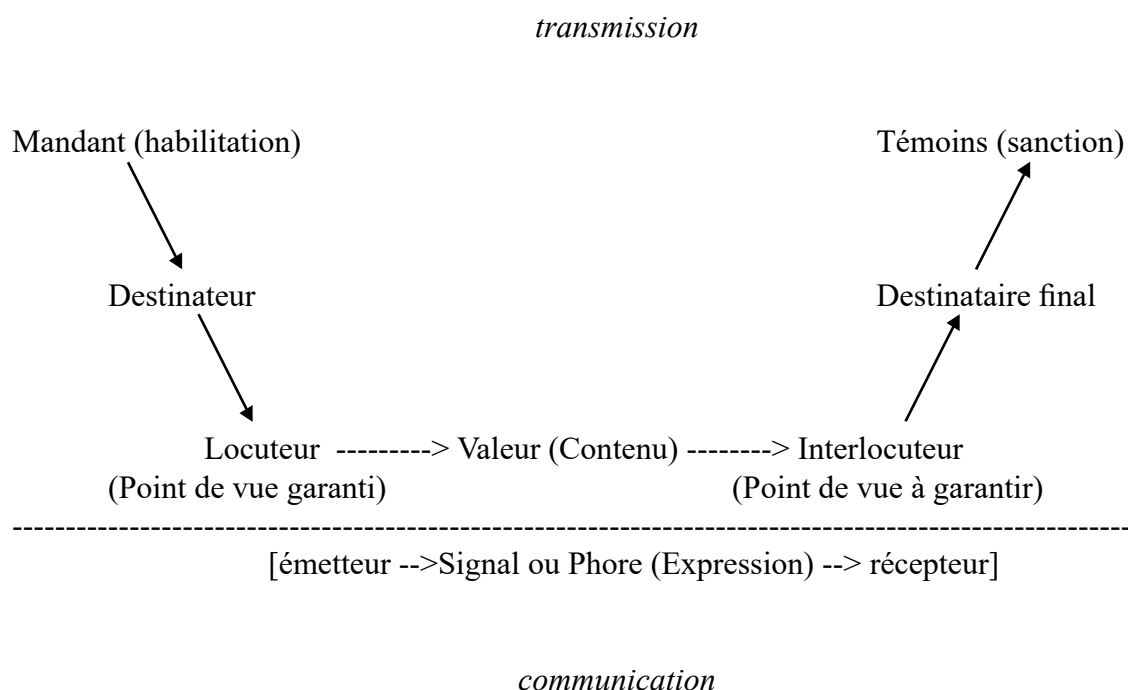 transmission
Mandant (habilitation) Témoins (sanction)
Destinateur Destinataire final
Locuteur ---------> Valeur (Contenu) --------> Interlocuteur
(Point de vue garanti) (Point de vue à garantir)
[émetteur -->Signal ou Phore (Expression) --> récepteur]
communication